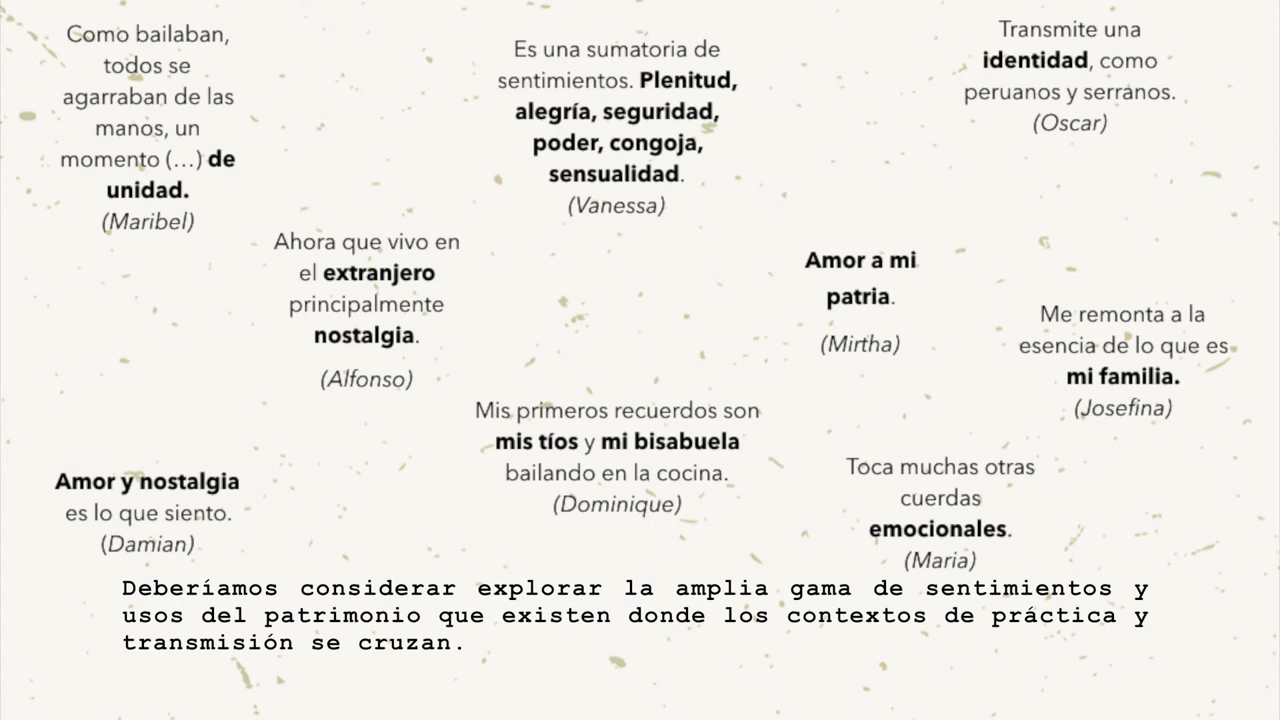 Como bailaban,
todos se
agarraban de las
manos, un
momento (...) de
unidad.
(Maribel)
Es una sumatoria de
sentimientos. Plenitud,
alegría, seguridad,
poder, congoja,
sensualidad.
(Vanessa)
Transmite una
identidad, como
peruanos y serranos.
(Oscar)
Ahora que vivo en
el extranjero
principalmente
nostalgia.
(Alfonso)
Amor a mi
patria.
(Mirtha)
Me remonta a la
esencia de lo que es
mi familia.
(Josefina)
Mis primeros recuerdos son
mis tíos y mi bisabuela
bailando en la cocina.
(Dominique)
Amor y nostalgia
es lo que siento.
(Damian)
Toca muchas otras
cuerdas
emocionales.
(Maria)
Deberíamos considerar explorar la amplia gama de sentimientos y
usos del patrimonio que existen donde los contextos de práctica y
transmisión se cruzan.